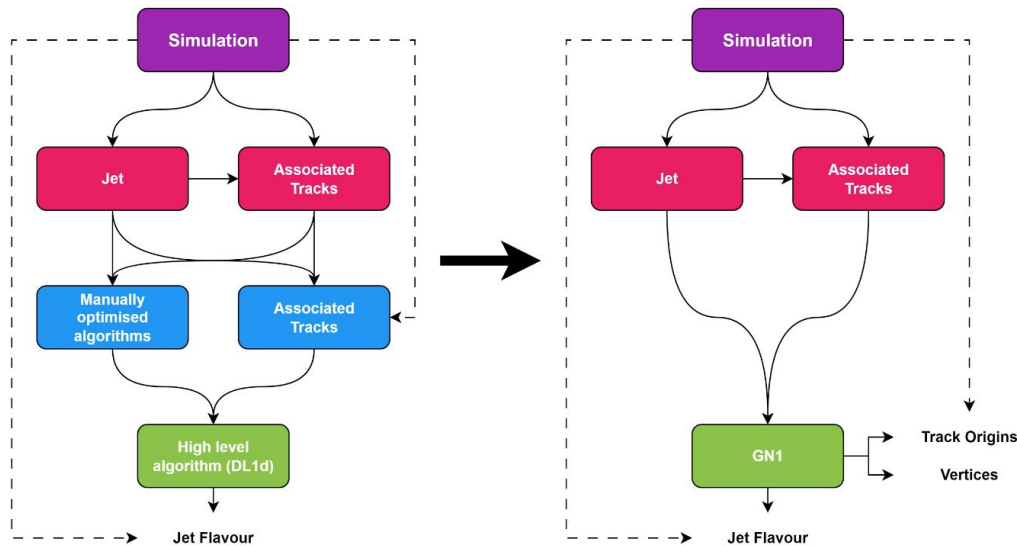 Simulation
Jet
Associated
Tracks
Manually
optimised
algorithms
Associated
Tracks
High level
algorithm (DL1d)
Jet Flavour
Simulation
Jet
Associated
Tracks
GN1
Track Origins
Vertices
Jet Flavour